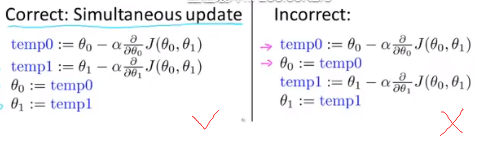 Correct: Simultaneous update
temp0 := θ₀ − α ∂/∂θ₀ J(θ₀, θ₁)
temp1 := θ₁ − α ∂/∂θ₁ J(θ₀, θ₁)
θ₀ := temp0
θ₁ := temp1
Incorrect:
temp0 := θ₀ − α ∂/∂θ₀ J(θ₀, θ₁)
θ₀ := temp0
temp1 := θ₁ − α ∂/∂θ₁ J(θ₀, θ₁)
θ₁ := temp1